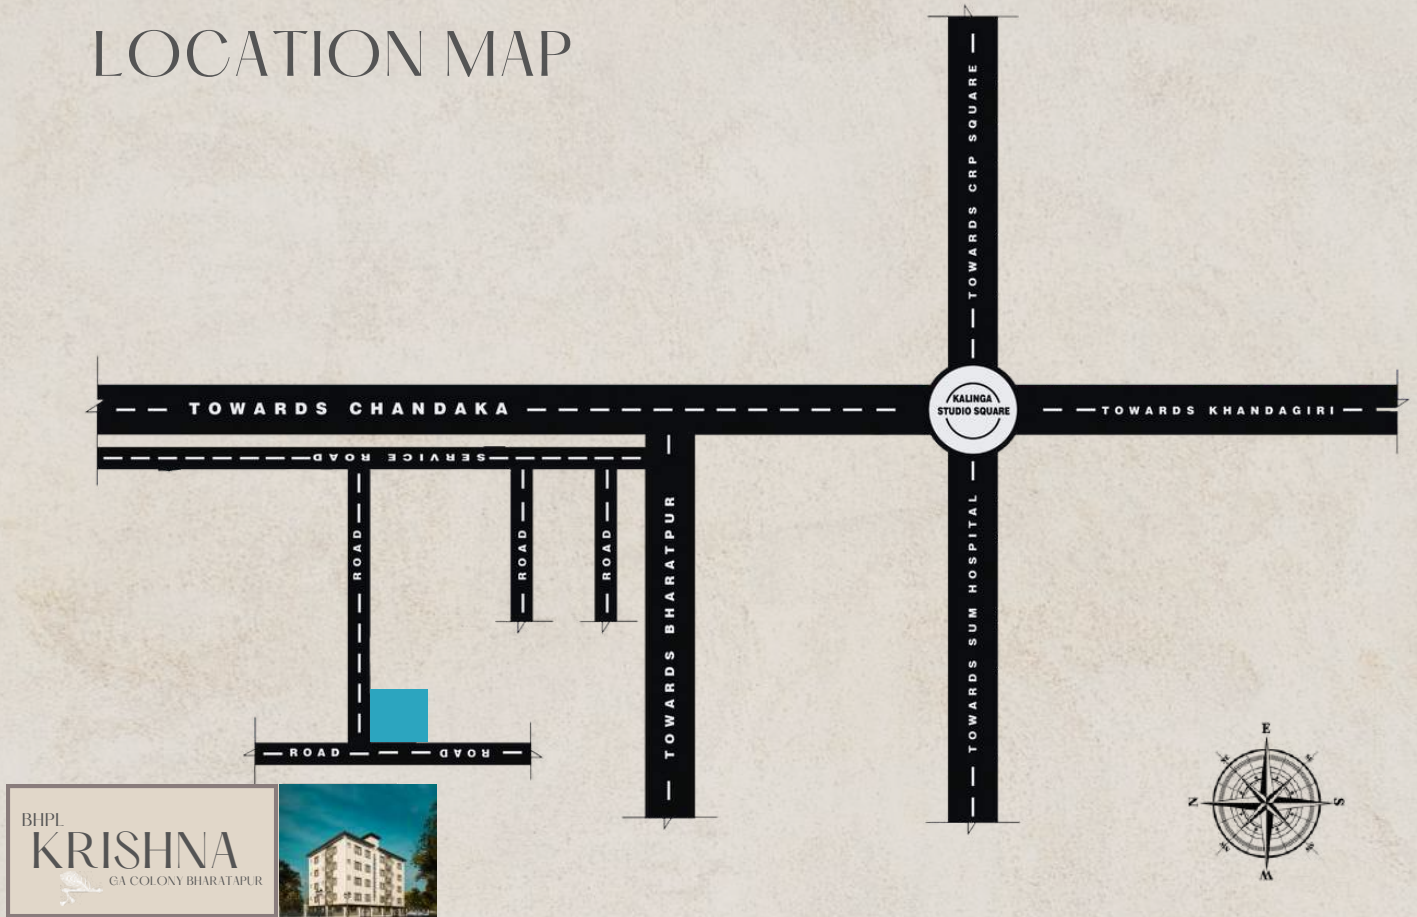 LOCATION MAP
TOWARDS CRP SQUARE
TOWARDS CHANDAKA
KALINGA
STUDIO SQUARE
TOWARDS KHANDAGIRI
SERVICE ROAD
ROAD
ROAD
ROAD
TOWARDS BHARATPUR
TOWARDS SUM HOSPITAL
ROAD
ROAD
E
N
S
W
BHPL
KRISHNA
GA COLONY BHARATAPUR